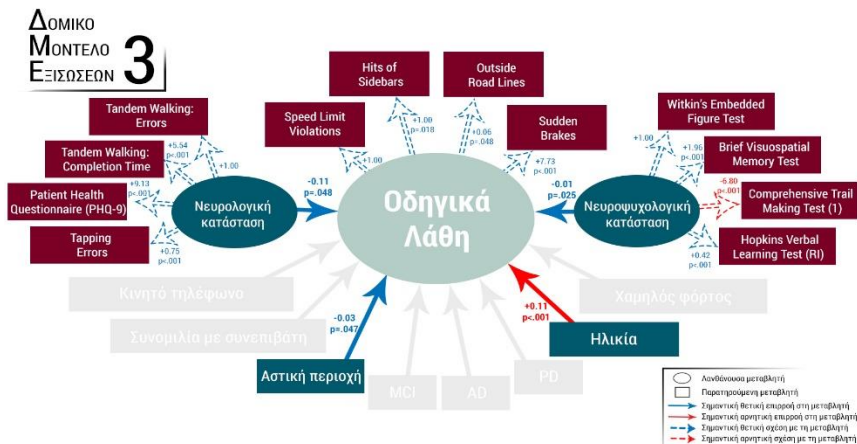 ΔΟΜΙΚΟ
ΜΟΝΤΕΛΟ
ΕΞΙΣΩΣΕΩΝ
3
Tandem Walking:
Errors
Tandem Walking:
Completion Time
Patient Health
Questionnaire (PHQ-9)
Tapping
Errors
+1.00
+5.54
p<.001
+9.13
p<.001
+0.75
p<.001
Νευρολογική
κατάσταση
-0.11
p=.048
Speed Limit
Violations
Hits of
Sidebars
Outside
Road Lines
Sudden
Brakes
+1.00
+1.00
p=.018
+0.06
p<.048
+7.73
p<.001
Οδηγικά
Λάθη
-0.01
p=.025
Νευροψυχολογική
κατάσταση
Witkin's Embedded
Figure Test
Brief Visuospatial
Memory Test
Comprehensive Trail
Making Test (1)
Hopkins Verbal
Learning Test (RI)
+1.00
+1.96
p<.001
-6.80
p<.001
+0.42
p<.001
Κινητό τηλέφωνο
Συνομιλία με συνεπιβάτη
Αστική περιοχή
-0.03
p=.047
MCI
AD
PD
+0.11
p<.001
Ηλικία
Χαμηλός φόρτος
Λανθάνουσα μεταβλητή
Παρατηρούμενη μεταβλητή
Σημαντική θετική επιρροή στη μεταβλητή
Σημαντική αρνητική επιρροή στη μεταβλητή
Σημαντική θετική σχέση με τη μεταβλητή
Σημαντική αρνητική σχέση με τη μεταβλητή